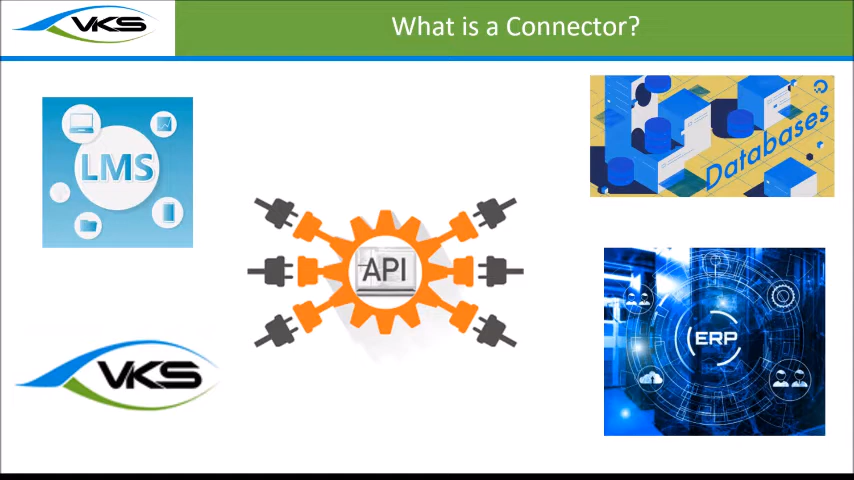 VKS
What is a Connector?
LMS
Databases
API
ERP
VKS